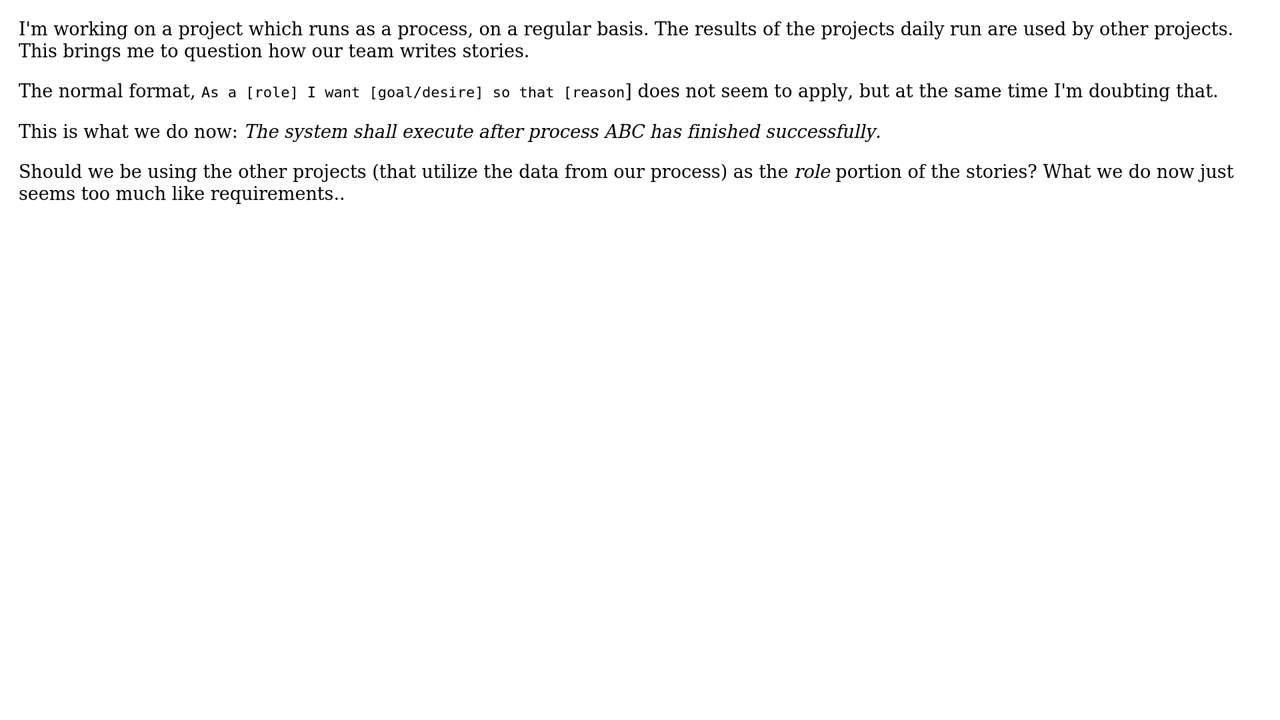 I'm working on a project which runs as a process, on a regular basis. The results of the projects daily run are used by other projects.
This brings me to question how our team writes stories.
The normal format, As a [role] I want [goal/desire] so that [reason] does not seem to apply, but at the same time I'm doubting that.
This is what we do now: The system shall execute after process ABC has finished successfully.
Should we be using the other projects (that utilize the data from our process) as the role portion of the stories? What we do now just
seems too much like requirements..